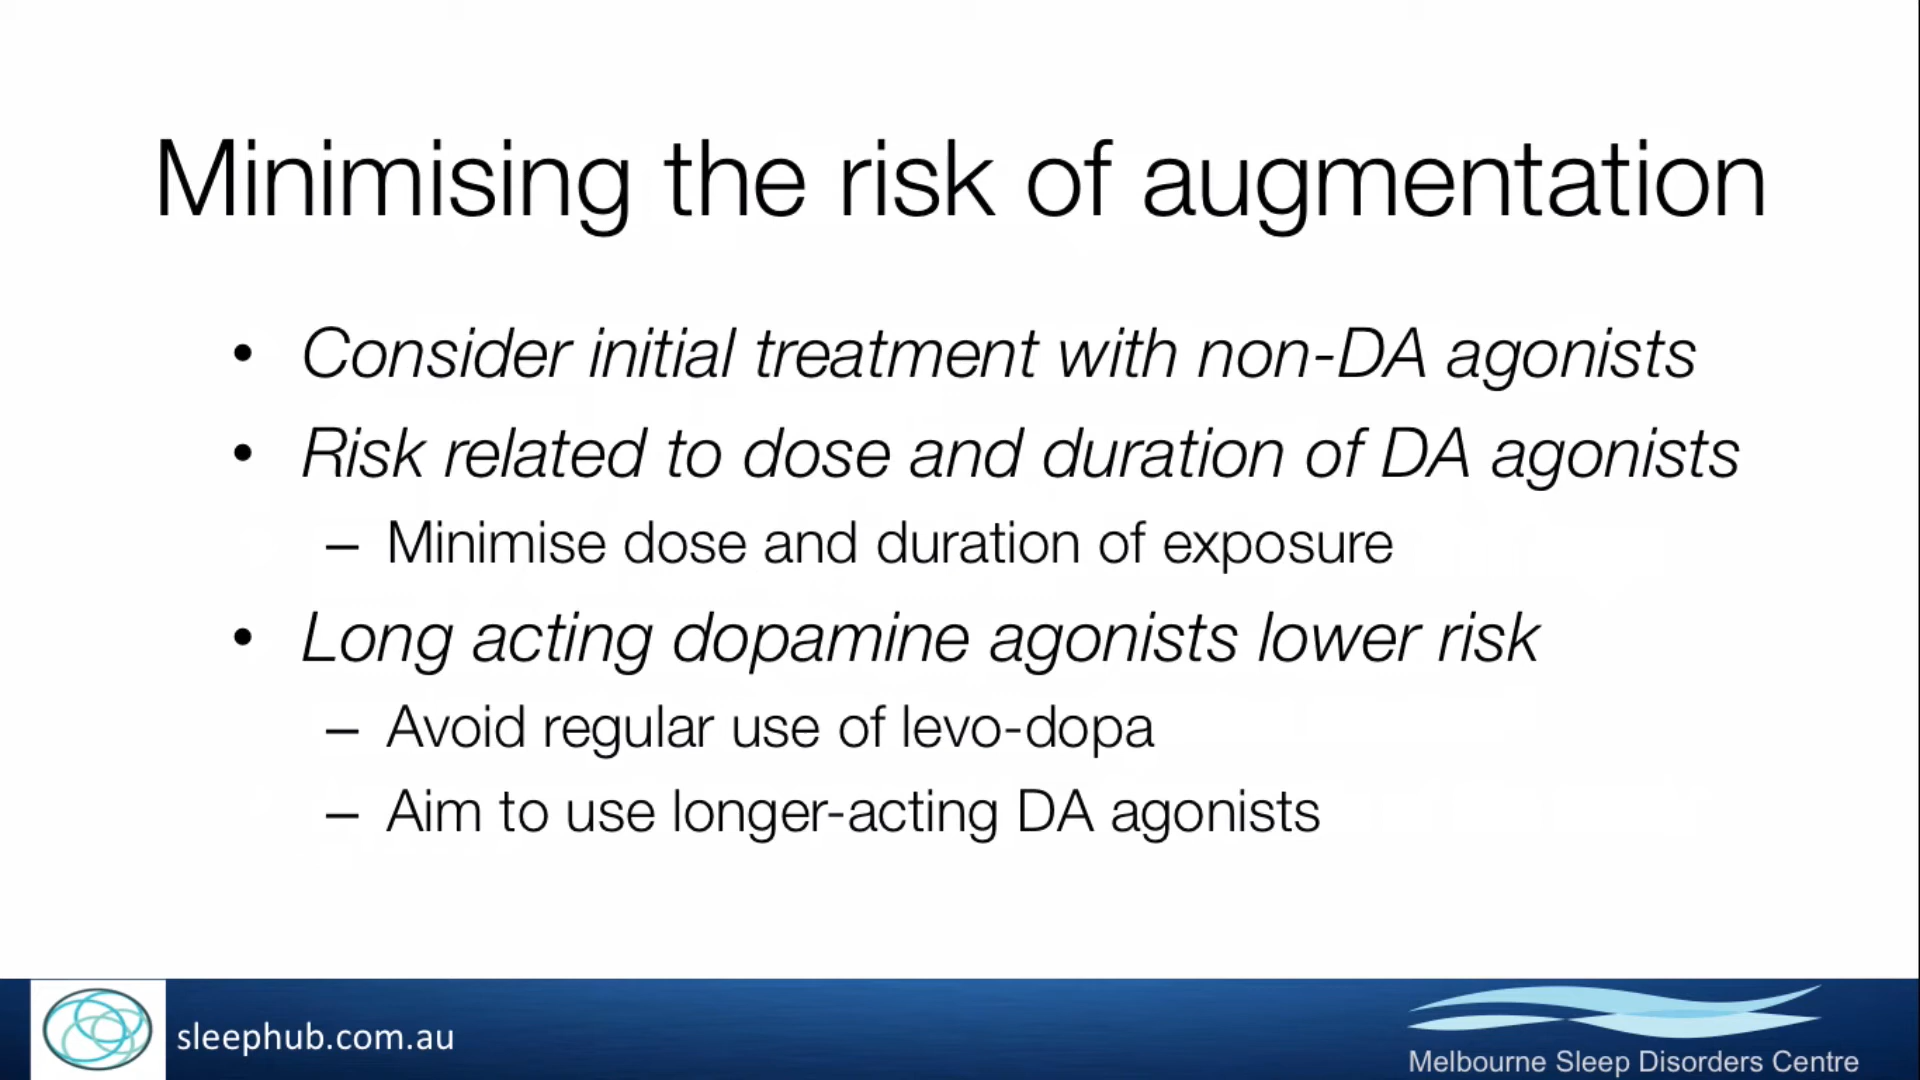 Minimising the risk of augmentation
• Consider initial treatment with non-DA agonists
• Risk related to dose and duration of DA agonists
– Minimise dose and duration of exposure
• Long acting dopamine agonists lower risk
– Avoid regular use of levo-dopa
– Aim to use longer-acting DA agonists
sleephub.com.au
Melbourne Sleep Disorders Centre